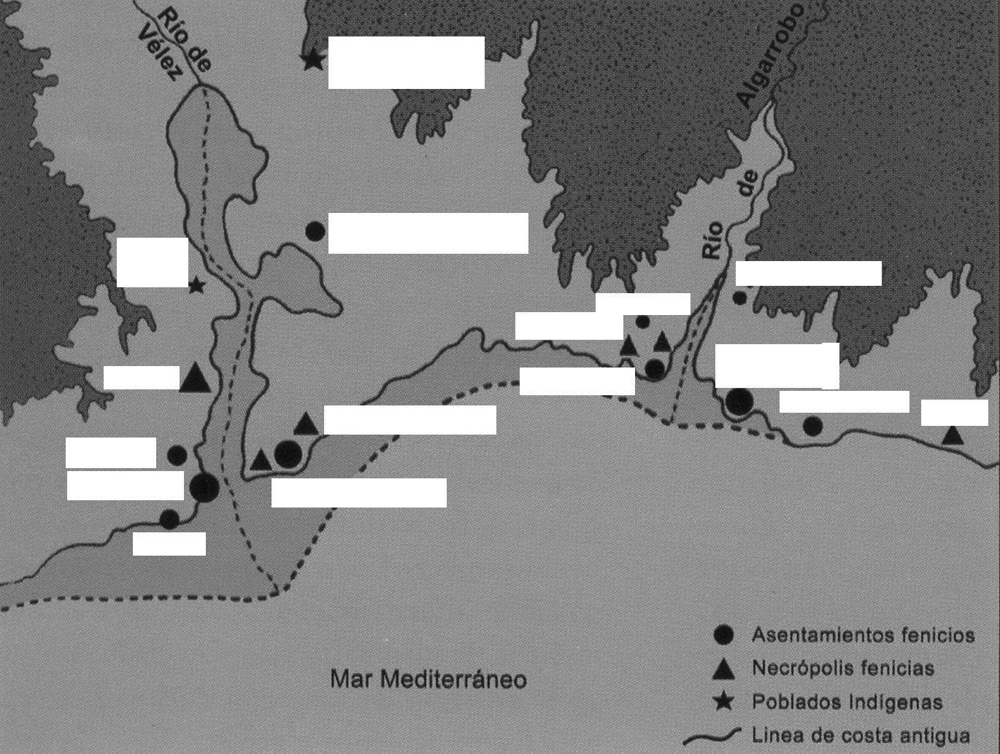 Río de
Vélez
Algarrobo
de
Río
Mar Mediterráneo
Asentamientos fenicios
Necrópolis fenicias
Poblados Indígenas
Linea de costa antigua